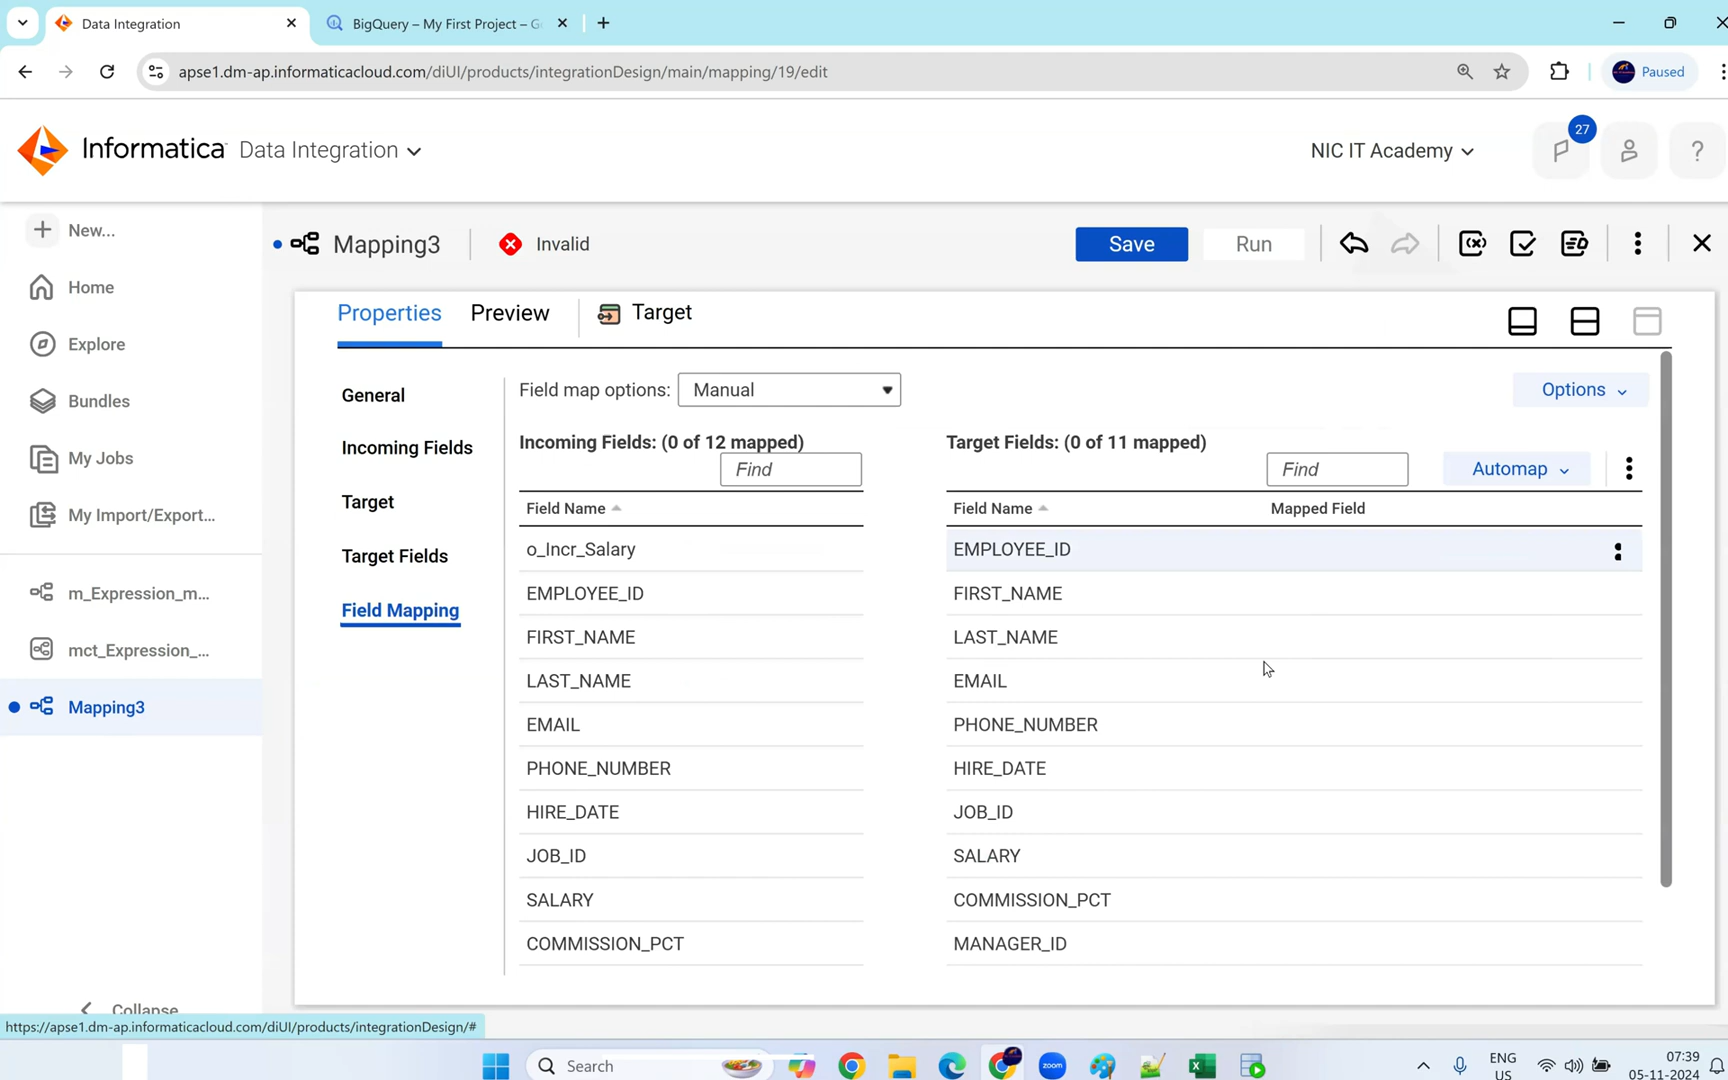 Data Integration
BigQuery – My First Project – G
apse1.dm-ap.informaticacloud.com/diUI/products/integrationDesign/main/mapping/19/edit
Paused
Informatica Data Integration
NIC IT Academy
27
?
New...
Home
Explore
Bundles
My Jobs
My Import/Export...
m_Expression_m...
mct_Expression_...
Mapping3
Collapse
Mapping3
Invalid
Save
Run
Properties
Preview
Target
General
Incoming Fields
Target
Target Fields
Field Mapping
Field map options:
Manual
Options
Incoming Fields: (0 of 12 mapped)
Find
Field Name
o_Incr_Salary
EMPLOYEE_ID
FIRST_NAME
LAST_NAME
EMAIL
PHONE_NUMBER
HIRE_DATE
JOB_ID
SALARY
COMMISSION_PCT
Target Fields: (0 of 11 mapped)
Find
Automap
Field Name
Mapped Field
EMPLOYEE_ID
FIRST_NAME
LAST_NAME
EMAIL
PHONE_NUMBER
HIRE_DATE
JOB_ID
SALARY
COMMISSION_PCT
MANAGER_ID
https://apse1.dm-ap.informaticacloud.com/diUI/products/integrationDesign/#
Search
zoom
ENG
US
07:39
05-11-2024